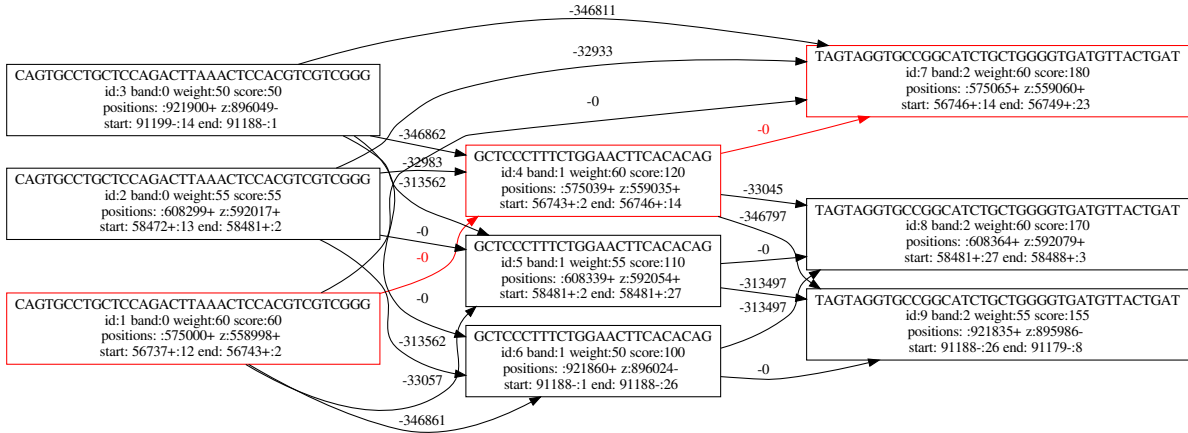 CAGTGCCTGCTCCAGACTTAAACTCCACGTCGTCGGG
id:3 band:0 weight:50 score:50
positions: :921900+ z:896049-
start: 91199-:14 end: 91188-:1
CAGTGCCTGCTCCAGACTTAAACTCCACGTCGTCGGG
id:2 band:0 weight:55 score:55
positions: :608299+ z:592017+
start: 58472+:13 end: 58481+:2
CAGTGCCTGCTCCAGACTTAAACTCCACGTCGTCGGG
id:1 band:0 weight:60 score:60
positions: :575000+ z:558998+
start: 56737+:12 end: 56743+:2
-346811
-32933
-346862
-32983
-313562
-0
-0
-0
-313562
-33057
-346861
GCTCCCTTTCTGGAACTTCACACAG
id:4 band:1 weight:60 score:120
positions: :575039+ z:559035+
start: 56743+:2 end: 56746+:14
GCTCCCTTTCTGGAACTTCACACAG
id:5 band:1 weight:55 score:110
positions: :608339+ z:592054+
start: 58481+:2 end: 58481+:27
GCTCCCTTTCTGGAACTTCACACAG
id:6 band:1 weight:50 score:100
positions: :921860+ z:896024-
start: 91188-:1 end: 91188-:26
-0
-0
-33045
-346797
-0
-313497
-313497
-0
TAGTAGGTGCCGGCATCTGCTGGGGTGATGTTACTGAT
id:7 band:2 weight:60 score:180
positions: :575065+ z:559060+
start: 56746+:14 end: 56749+:23
TAGTAGGTGCCGGCATCTGCTGGGGTGATGTTACTGAT
id:8 band:2 weight:60 score:170
positions: :608364+ z:592079+
start: 58481+:27 end: 58488+:3
TAGTAGGTGCCGGCATCTGCTGGGGTGATGTTACTGAT
id:9 band:2 weight:55 score:155
positions: :921835+ z:895986-
start: 91188-:26 end: 91179-:8